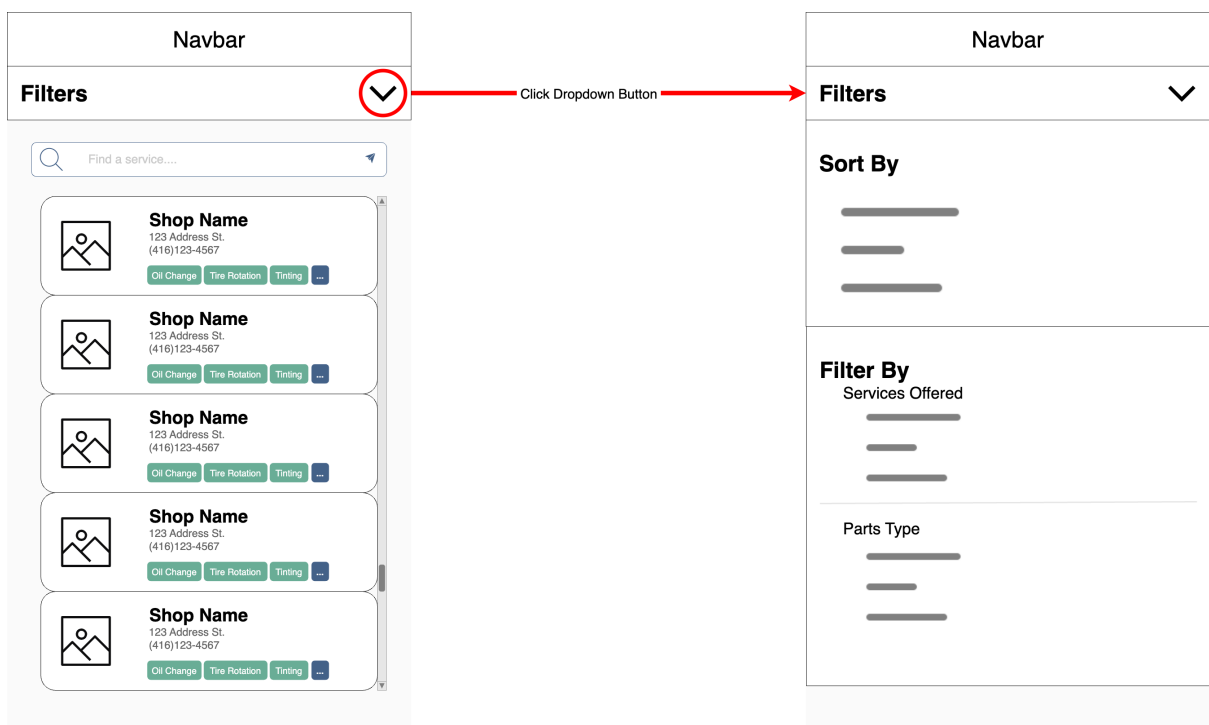 Navbar
Filters
Find a service....
Shop Name
123 Address St.
(416)123-4567
Oil Change Tire Rotation Tinting ...
Shop Name
123 Address St.
(416)123-4567
Oil Change Tire Rotation Tinting ...
Shop Name
123 Address St.
(416)123-4567
Oil Change Tire Rotation Tinting ...
Shop Name
123 Address St.
(416)123-4567
Oil Change Tire Rotation Tinting ...
Shop Name
123 Address St.
(416)123-4567
Oil Change Tire Rotation Tinting ...
Click Dropdown Button
Navbar
Filters
Sort By
Filter By
Services Offered
Parts Type